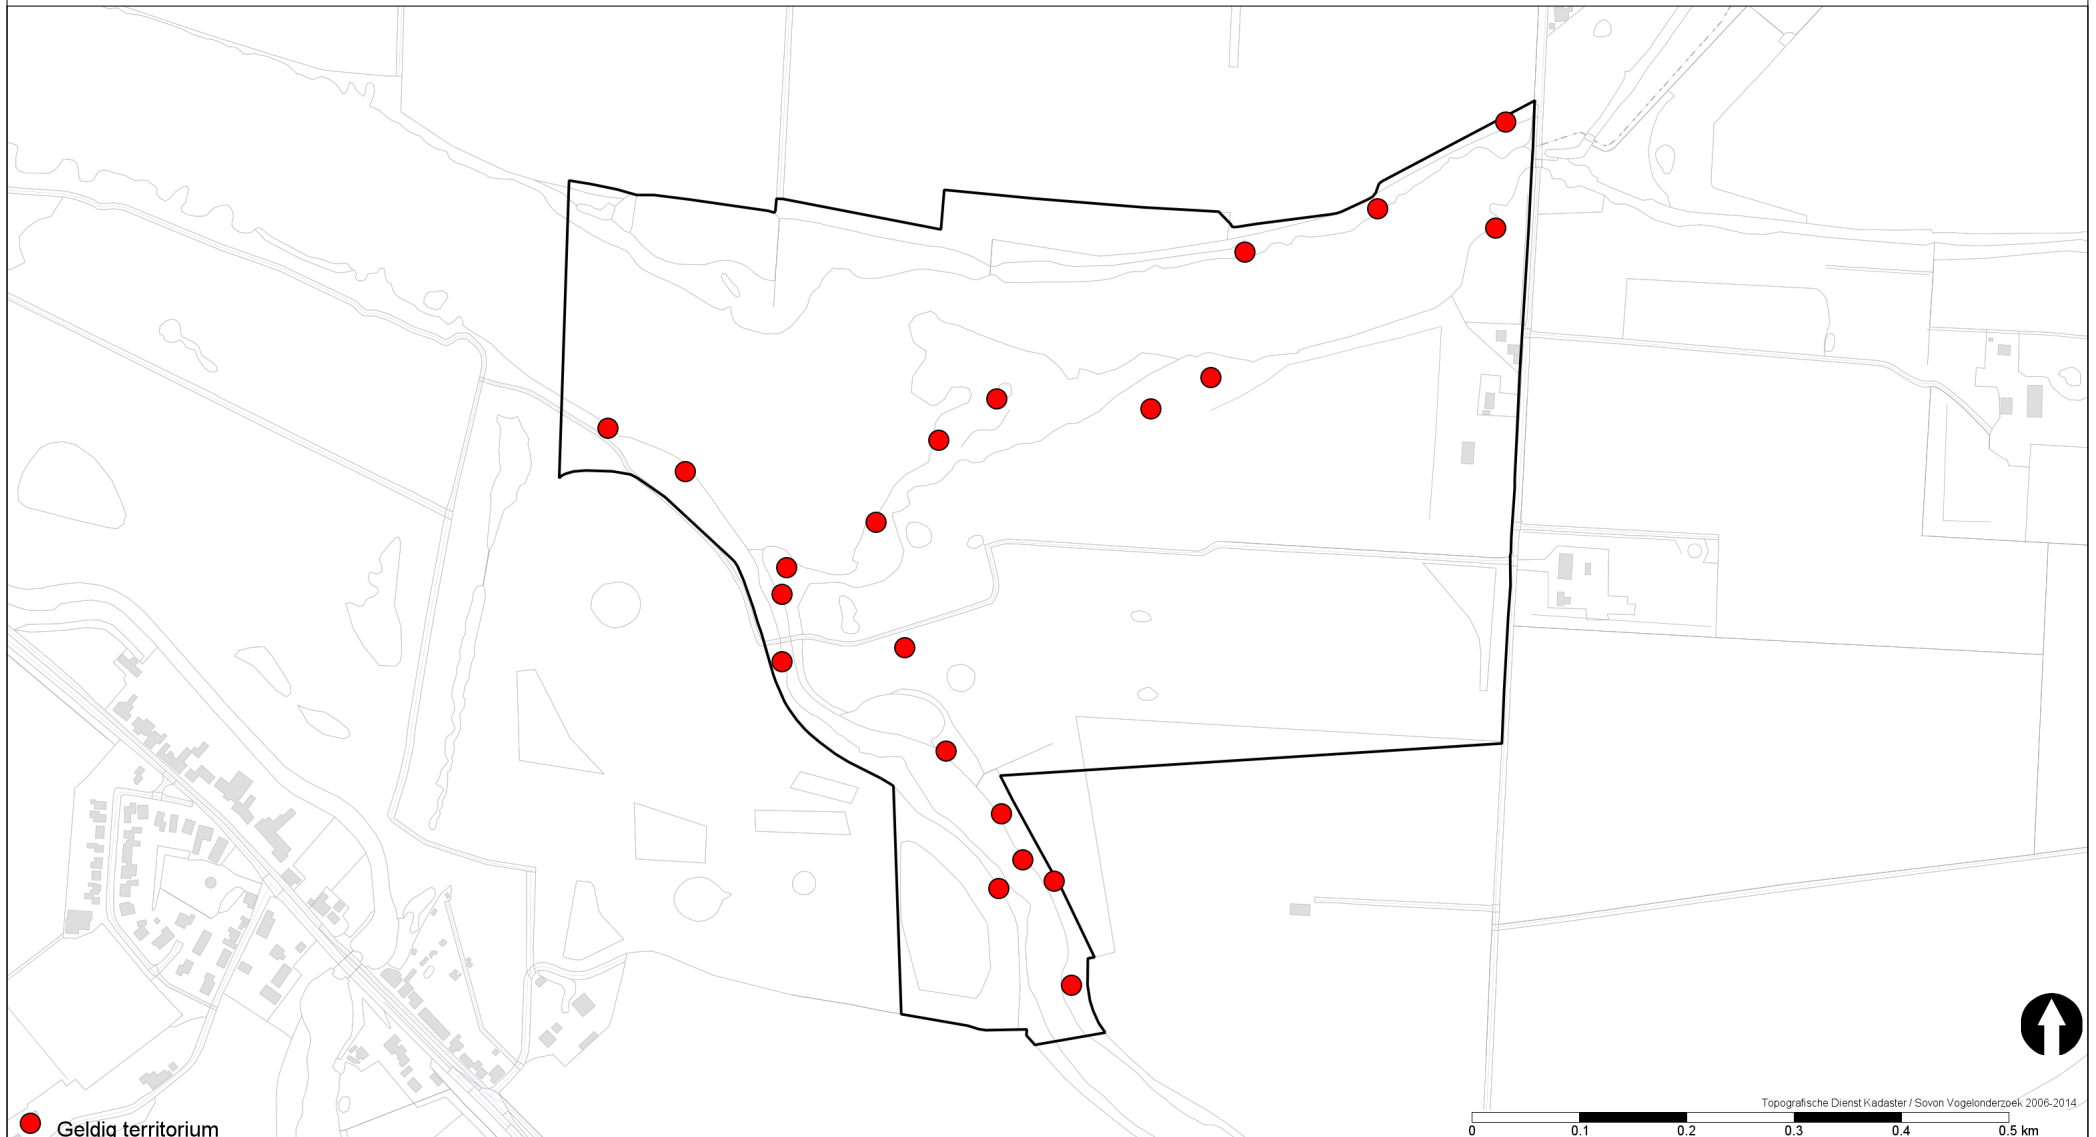 Topografische Dienst Kadaster / Sovon Vogelonderzoek 2006-2014
Geldig territorium
0 0.1 0.2 0.3 0.4 0.5 km